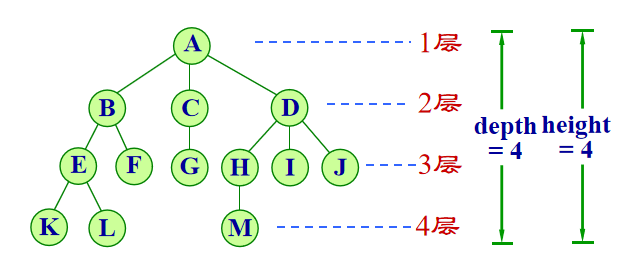 A
1层
B C D
2层
depth = 4
height = 4
E F G H I J
3层
K L M
4层